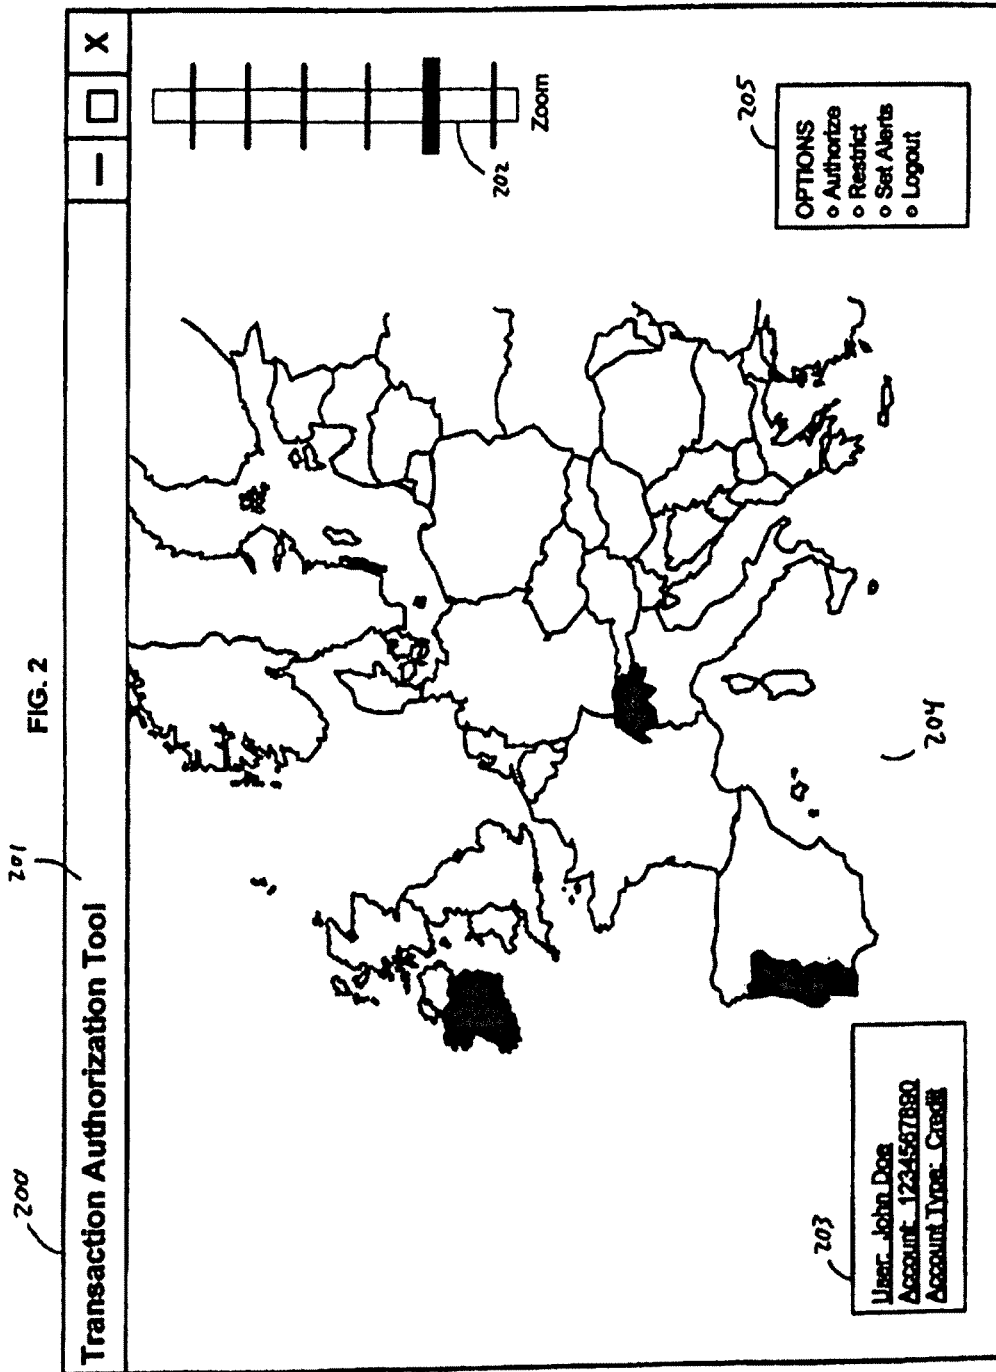 FIG. 2
200
201
Transaction Authorization Tool
X
202
Zoom
203
User: John Doe
Account: 1234567890
Account Type: Credit
204
205
OPTIONS
Authorize
Restrict
Set Alerts
Logout